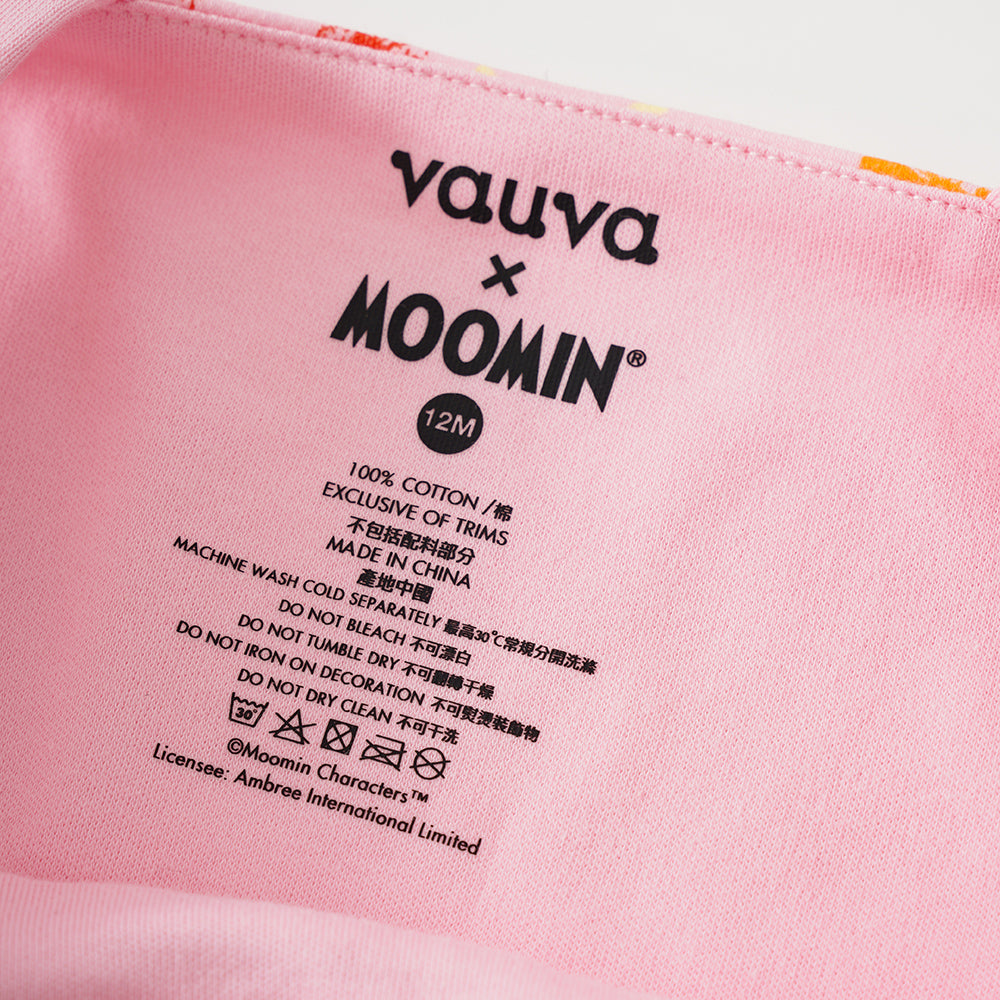 vauva
×
MOOMIN®
12M
100% COTTON /棉
EXCLUSIVE OF TRIMS
不包括配料部分
MADE IN CHINA
產地中國
MACHINE WASH COLD SEPARATELY 最高30℃常規分開洗滌
DO NOT BLEACH 不可漂白
DO NOT TUMBLE DRY 不可翻轉干燥
DO NOT IRON ON DECORATION 不可熨燙裝飾物
DO NOT DRY CLEAN 不可干洗
30°
©Moomin Characters™
Licensee: Ambree International Limited